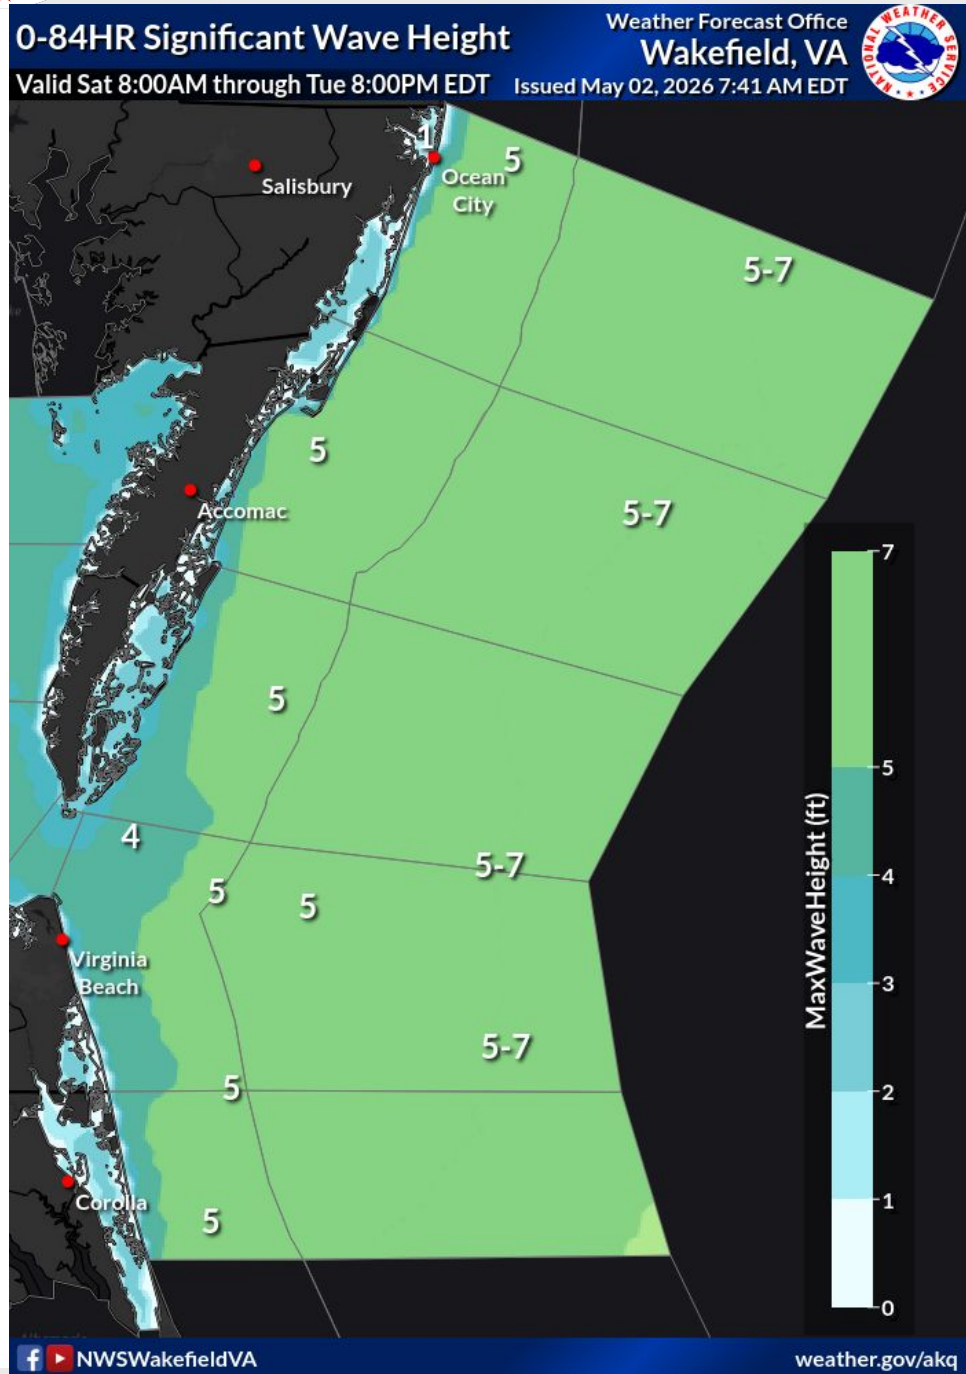 0-84HR Significant Wave Height
Valid Sat 8:00AM through Tue 8:00PM EDT
Weather Forecast Office
Wakefield, VA
Issued May 02, 2026 7:41 AM EDT
NATIONAL WEATHER SERVICE
1
5
Salisbury
Ocean
City
5-7
5
Accomac
5-7
7
5
5
4
5-7
5
5
4
MaxWaveHeight (ft)
Virginia
Beach
3
5-7
5
2
Corolla
5
1
0
NWSWakefieldVA
weather.gov/akq